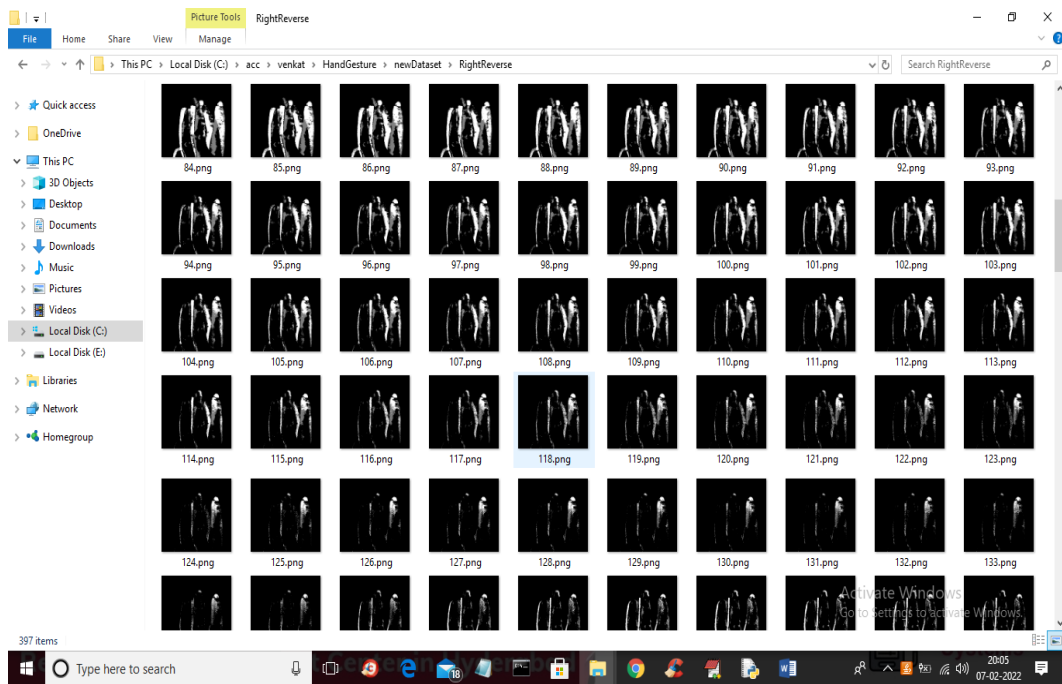 Picture Tools RightReverse
File Home Share View Manage
This PC Local Disk (C:) acc venkat HandGesture newDataset RightReverse Search RightReverse
Quick access
OneDrive
This PC
3D Objects
Desktop
Documents
Downloads
Music
Pictures
Videos
Local Disk (C:)
Local Disk (E:)
Libraries
Network
Homegroup
84.png 85.png 86.png 87.png 88.png 89.png 90.png 91.png 92.png 93.png
94.png 95.png 96.png 97.png 98.png 99.png 100.png 101.png 102.png 103.png
104.png 105.png 106.png 107.png 108.png 109.png 110.png 111.png 112.png 113.png
114.png 115.png 116.png 117.png 118.png 119.png 120.png 121.png 122.png 123.png
124.png 125.png 126.png 127.png 128.png 129.png 130.png 131.png 132.png 133.png
Activate Windows
Go to Settings to activate Windows.
397 items
Type here to search
18
20:05
07-02-2022